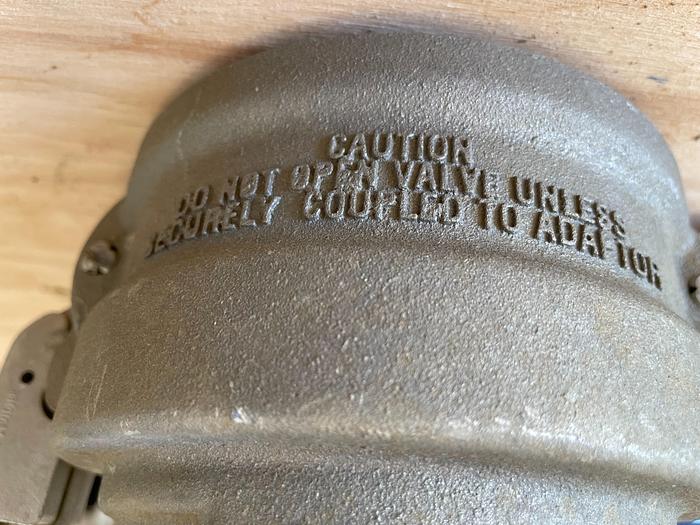 CAUTION
DO NOT OPEN VALVE UNLESS
SECURELY COUPLED TO ADAPTOR